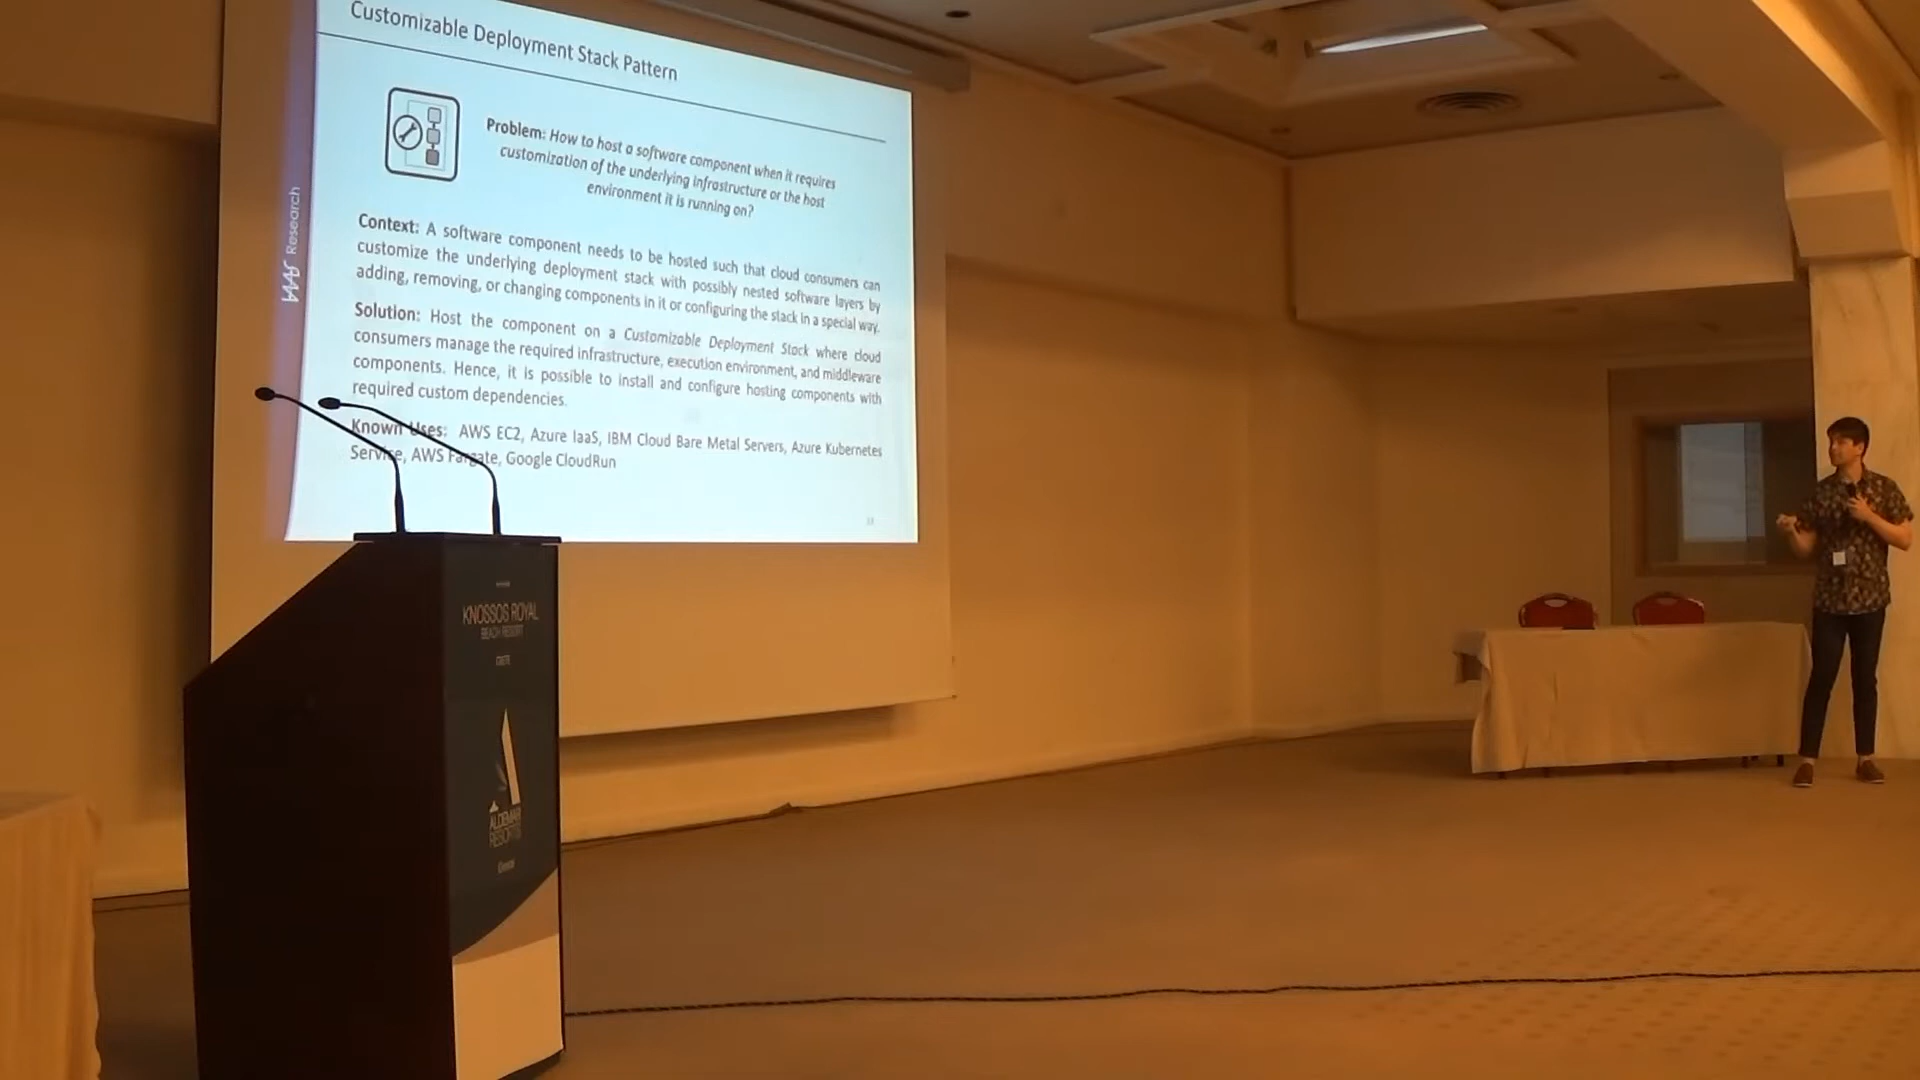 Customizable Deployment Stack Pattern
Problem: How to host a software component when it requires
customization of the underlying infrastructure or the host
environment it is running on?
Context: A software component needs to be hosted such that cloud consumers can
customize the underlying deployment stack with possibly nested software layers by
adding, removing, or changing components in it or configuring the stack in a special way.
Solution: Host the component on a Customizable Deployment Stack where cloud
consumers manage the required infrastructure, execution environment, and middleware
components. Hence, it is possible to install and configure hosting components with
required custom dependencies.
Known Uses: AWS EC2, Azure IaaS, IBM Cloud Bare Metal Servers, Azure Kubernetes
Service, AWS Fargate, Google CloudRun
Research
KNOSSOS ROYAL
BEACH RESORT
CRETE
ALDEMAR
RESORTS